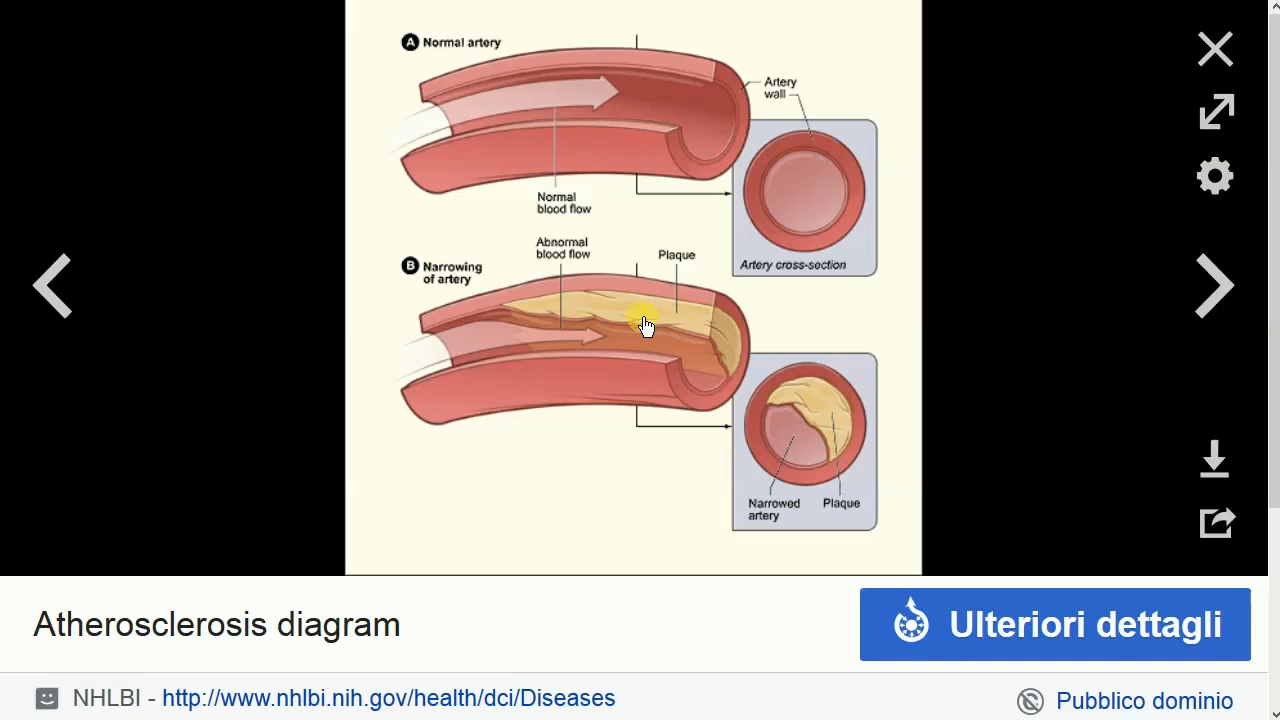 A Normal artery
Artery
wall
Normal
blood flow
Artery cross-section
Abnormal
blood flow
Plaque
B Narrowing
of artery
Narrowed
artery
Plaque
Atherosclerosis diagram
Ulteriori dettagli
NHLBI - http://www.nhlbi.nih.gov/health/dci/Diseases
Pubblico dominio